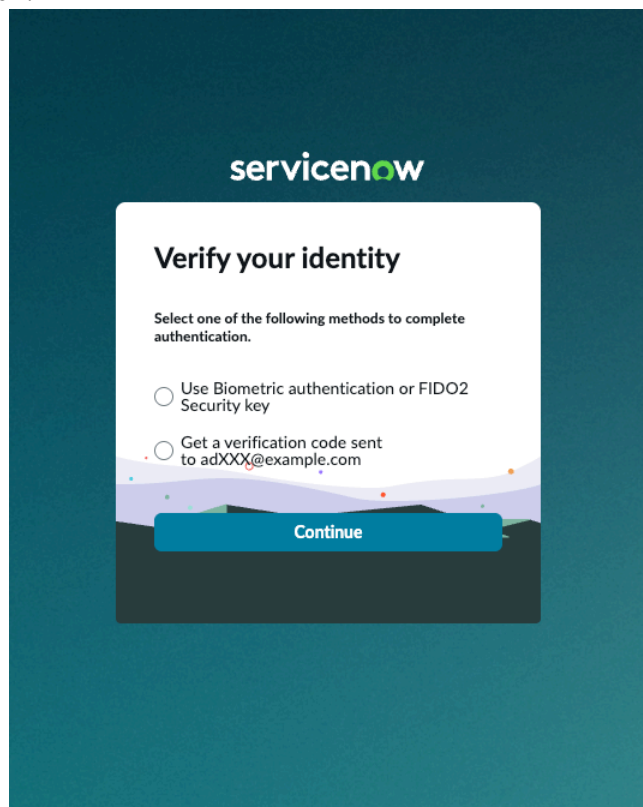 servicenow
Verify your identity
Select one of the following methods to complete
authentication.
Use Biometric authentication or FIDO2
Security key
Get a verification code sent
to adXXX@example.com
Continue